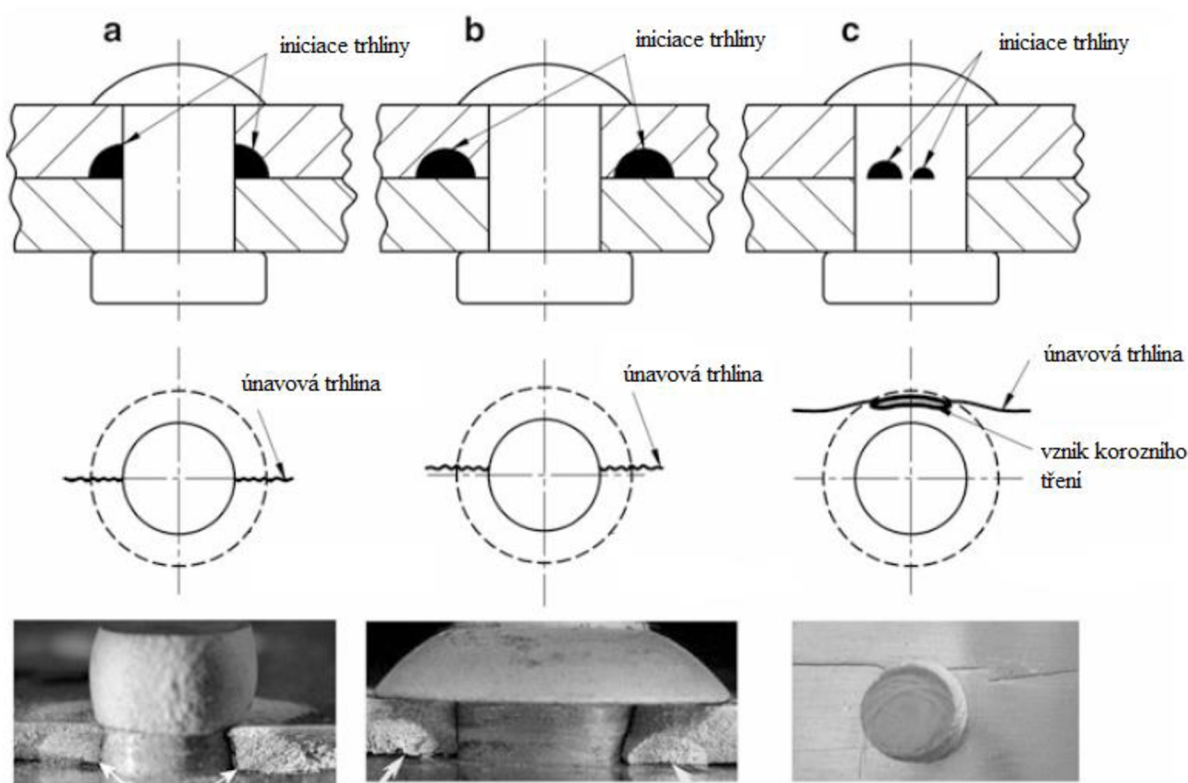 a
iniciace trhliny
b
iniciace trhliny
c
iniciace trhliny
únavová trhlina
únavová trhlina
únavová trhlina
vznik korozního
tření